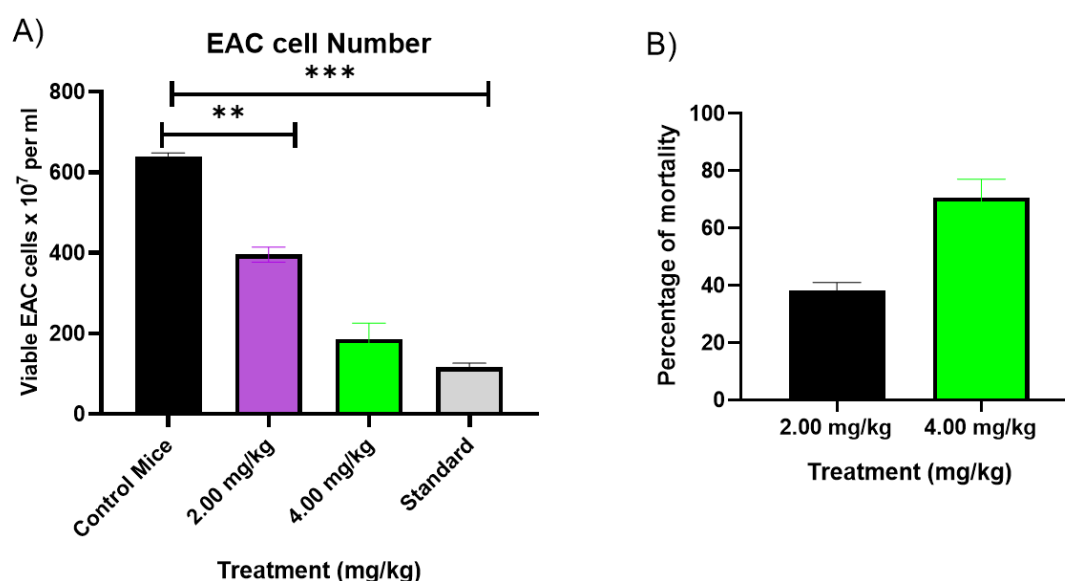 A)
EAC cell Number
***
**
Viable EAC cells x 10⁷ per ml
800
600
400
200
0
Control Mice
2.00 mg/kg
4.00 mg/kg
Standard
Treatment (mg/kg)
B)
Percentage of mortality
100
80
60
40
20
0
2.00 mg/kg
4.00 mg/kg
Treatment (mg/kg)